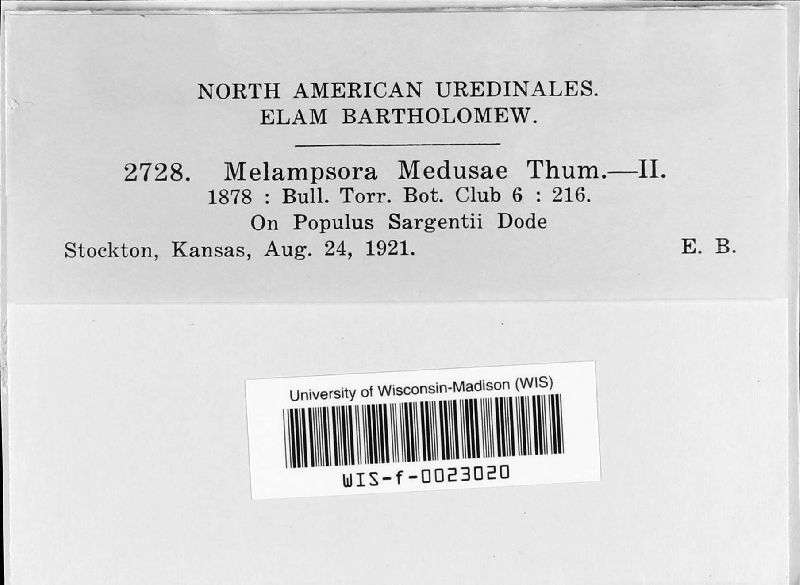 NORTH AMERICAN UREDINALES.
ELAM BARTHOLOMEW.
2728. Melampsora Medusae Thum.—II.
1878 : Bull. Torr. Bot. Club 6 : 216.
On Populus Sargentii Dode
Stockton, Kansas, Aug. 24, 1921. E. B.
University of Wisconsin-Madison (WIS)
WIS-f-0023020